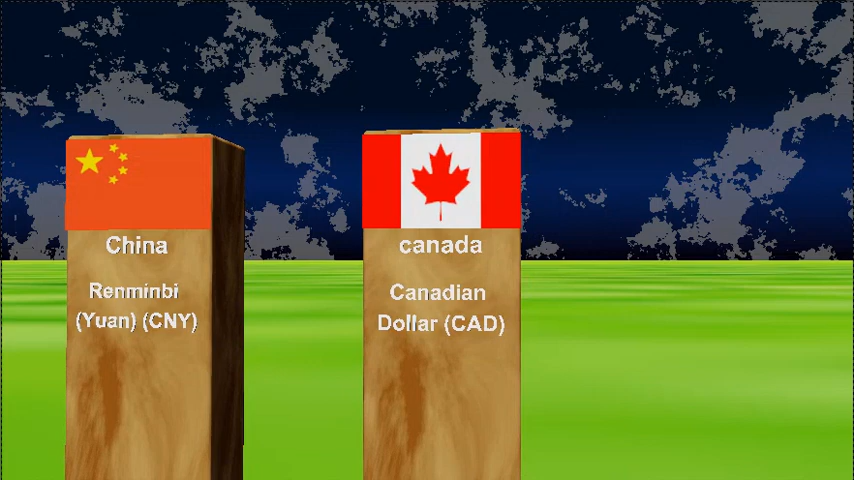 China
Renminbi
(Yuan) (CNY)
canada
Canadian
Dollar (CAD)